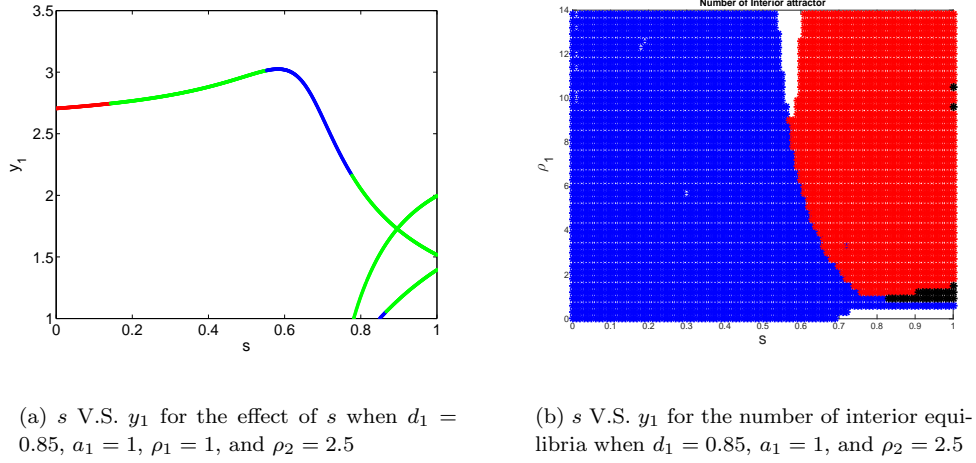 3.5
3
2.5
2
1.5
1
y1
0 0.2 0.4 0.6 0.8 1
s
Number of Interior attractor
14
12
10
8
6
4
2
0
ρ1
0 0.1 0.2 0.3 0.4 0.5 0.6 0.7 0.8 0.9 1
S
(a) s V.S. y1 for the effect of s when d1 =
0.85, a1 = 1, ρ1 = 1, and ρ2 = 2.5
(b) s V.S. y1 for the number of interior equi-
libria when d1 = 0.85, a1 = 1, and ρ2 = 2.5